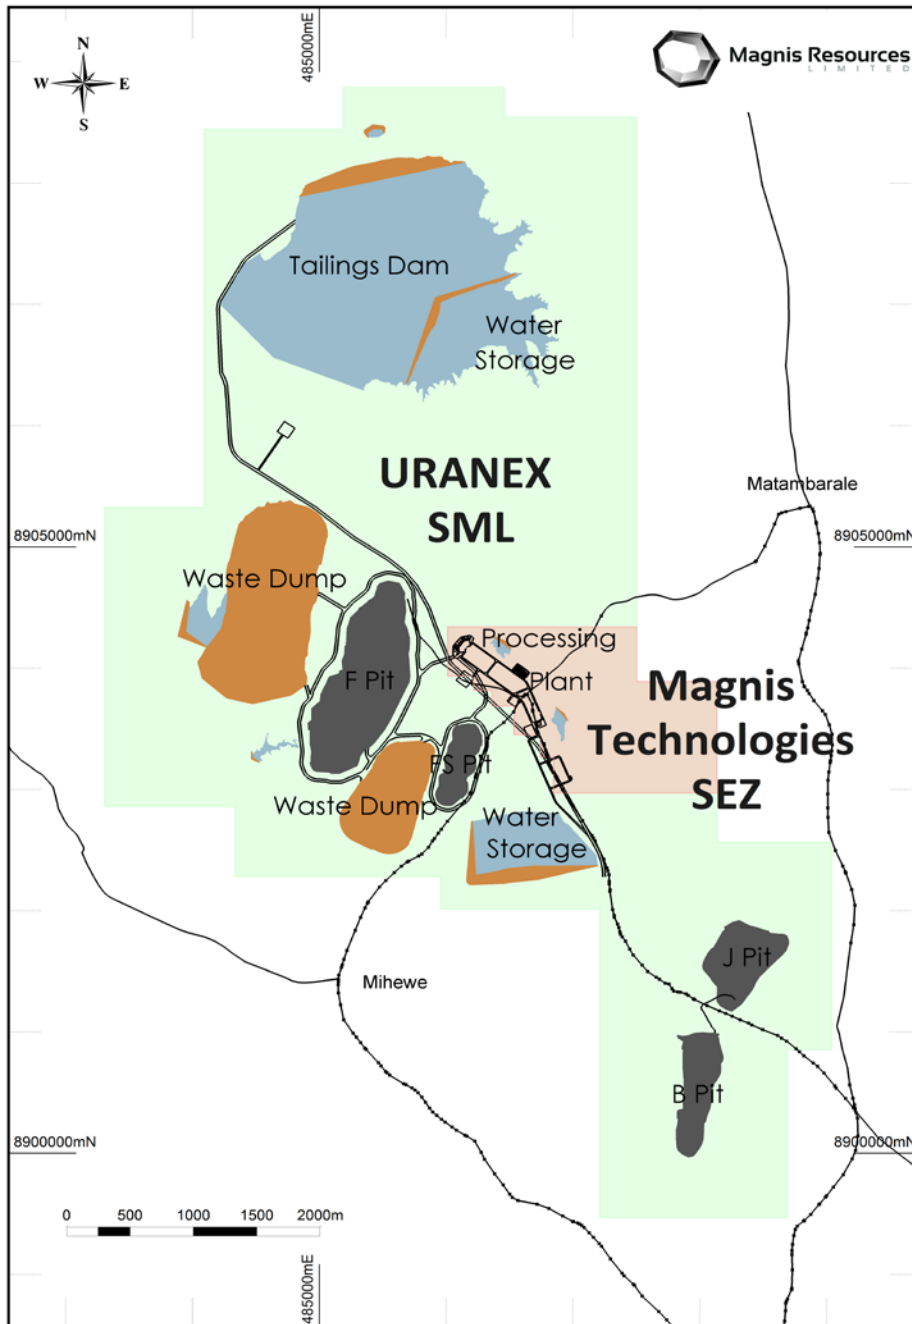 485000mE
N
W E
S
Magnis Resources
LIMITED
Tailings Dam
Water
Storage
URANEX
SML
Matambarale
8905000mN
8905000mN
Waste Dump
Processing
Plant
F Pit
Magnis
Technologies
SEZ
FS Pit
Waste Dump
Water
Storage
J Pit
Mihewe
B Pit
8900000mN
8900000mN
0 500 1000 1500 2000m
485000mE